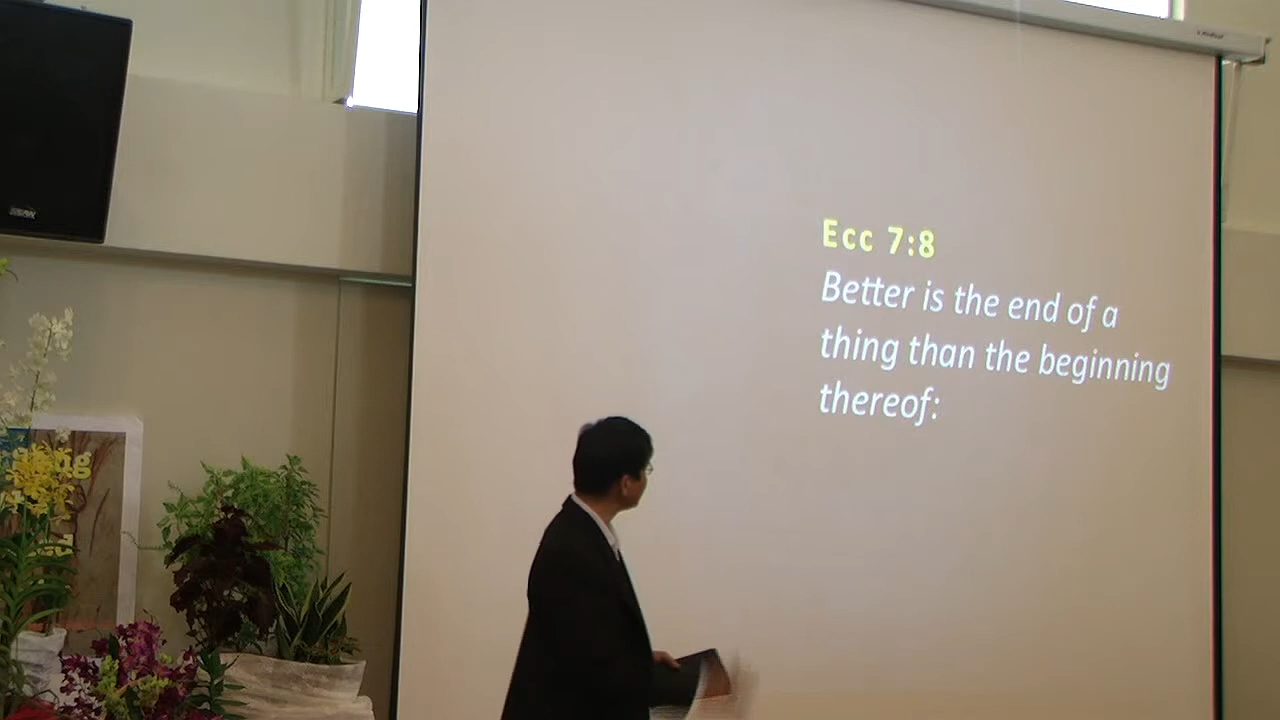 Ecc 7:8
Better is the end of a
thing than the beginning
thereof: